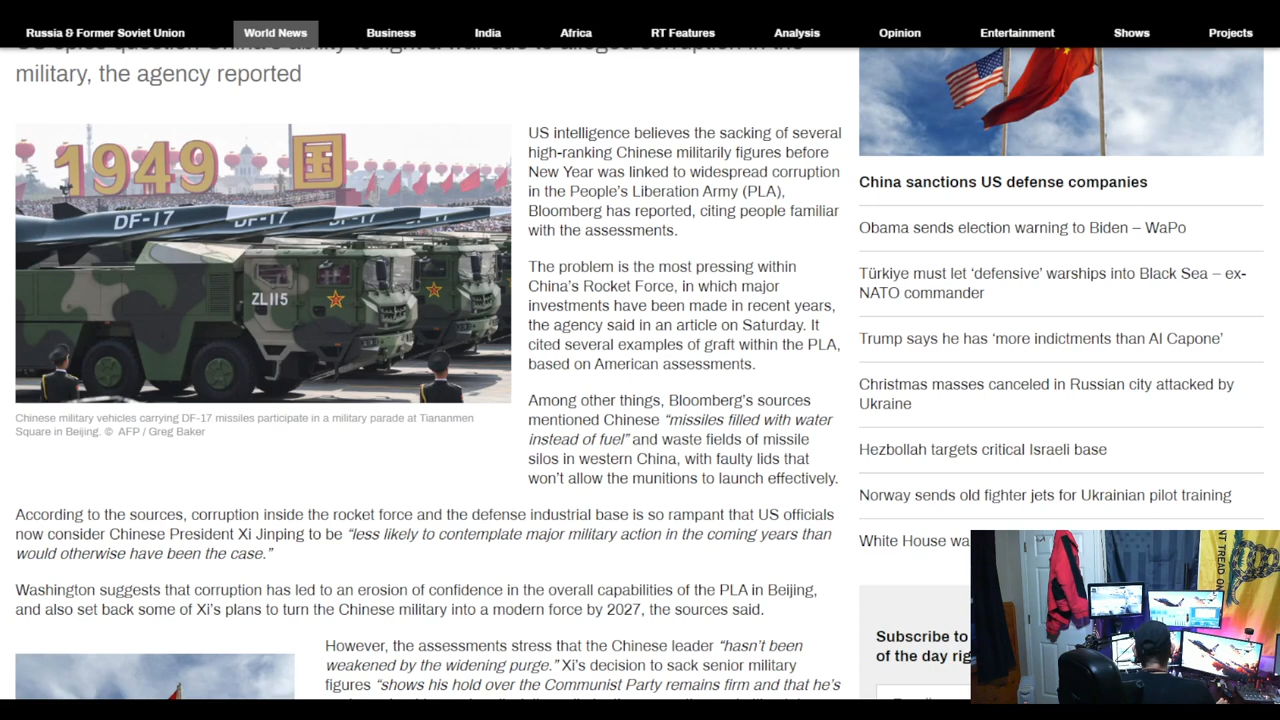 Russia & Former Soviet Union
World News
Business
India
Africa
RT Features
Analysis
Opinion
Entertainment
Shows
Projects
military, the agency reported
1949
国
DF-17
DF-17
ZL115
Chinese military vehicles carrying DF-17 missiles participate in a military parade at Tiananmen
Square in Beijing. © AFP / Greg Baker
US intelligence believes the sacking of several
high-ranking Chinese militarily figures before
New Year was linked to widespread corruption
in the People's Liberation Army (PLA),
Bloomberg has reported, citing people familiar
with the assessments.
The problem is the most pressing within
China's Rocket Force, in which major
investments have been made in recent years,
the agency said in an article on Saturday. It
cited several examples of graft within the PLA,
based on American assessments.
Among other things, Bloomberg's sources
mentioned Chinese “missiles filled with water
instead of fuel” and waste fields of missile
silos in western China, with faulty lids that
won't allow the munitions to launch effectively.
According to the sources, corruption inside the rocket force and the defense industrial base is so rampant that US officials
now consider Chinese President Xi Jinping to be “less likely to contemplate major military action in the coming years than
would otherwise have been the case.”
Washington suggests that corruption has led to an erosion of confidence in the overall capabilities of the PLA in Beijing,
and also set back some of Xi's plans to turn the Chinese military into a modern force by 2027, the sources said.
However, the assessments stress that the Chinese leader “hasn't been
weakened by the widening purge.” Xi's decision to sack senior military
figures “shows his hold over the Communist Party remains firm and that he's
China sanctions US defense companies
Obama sends election warning to Biden – WaPo
Türkiye must let ‘defensive’ warships into Black Sea – ex-
NATO commander
Trump says he has ‘more indictments than Al Capone’
Christmas masses canceled in Russian city attacked by
Ukraine
Hezbollah targets critical Israeli base
Norway sends old fighter jets for Ukrainian pilot training
White House wa
Subscribe to
of the day rig